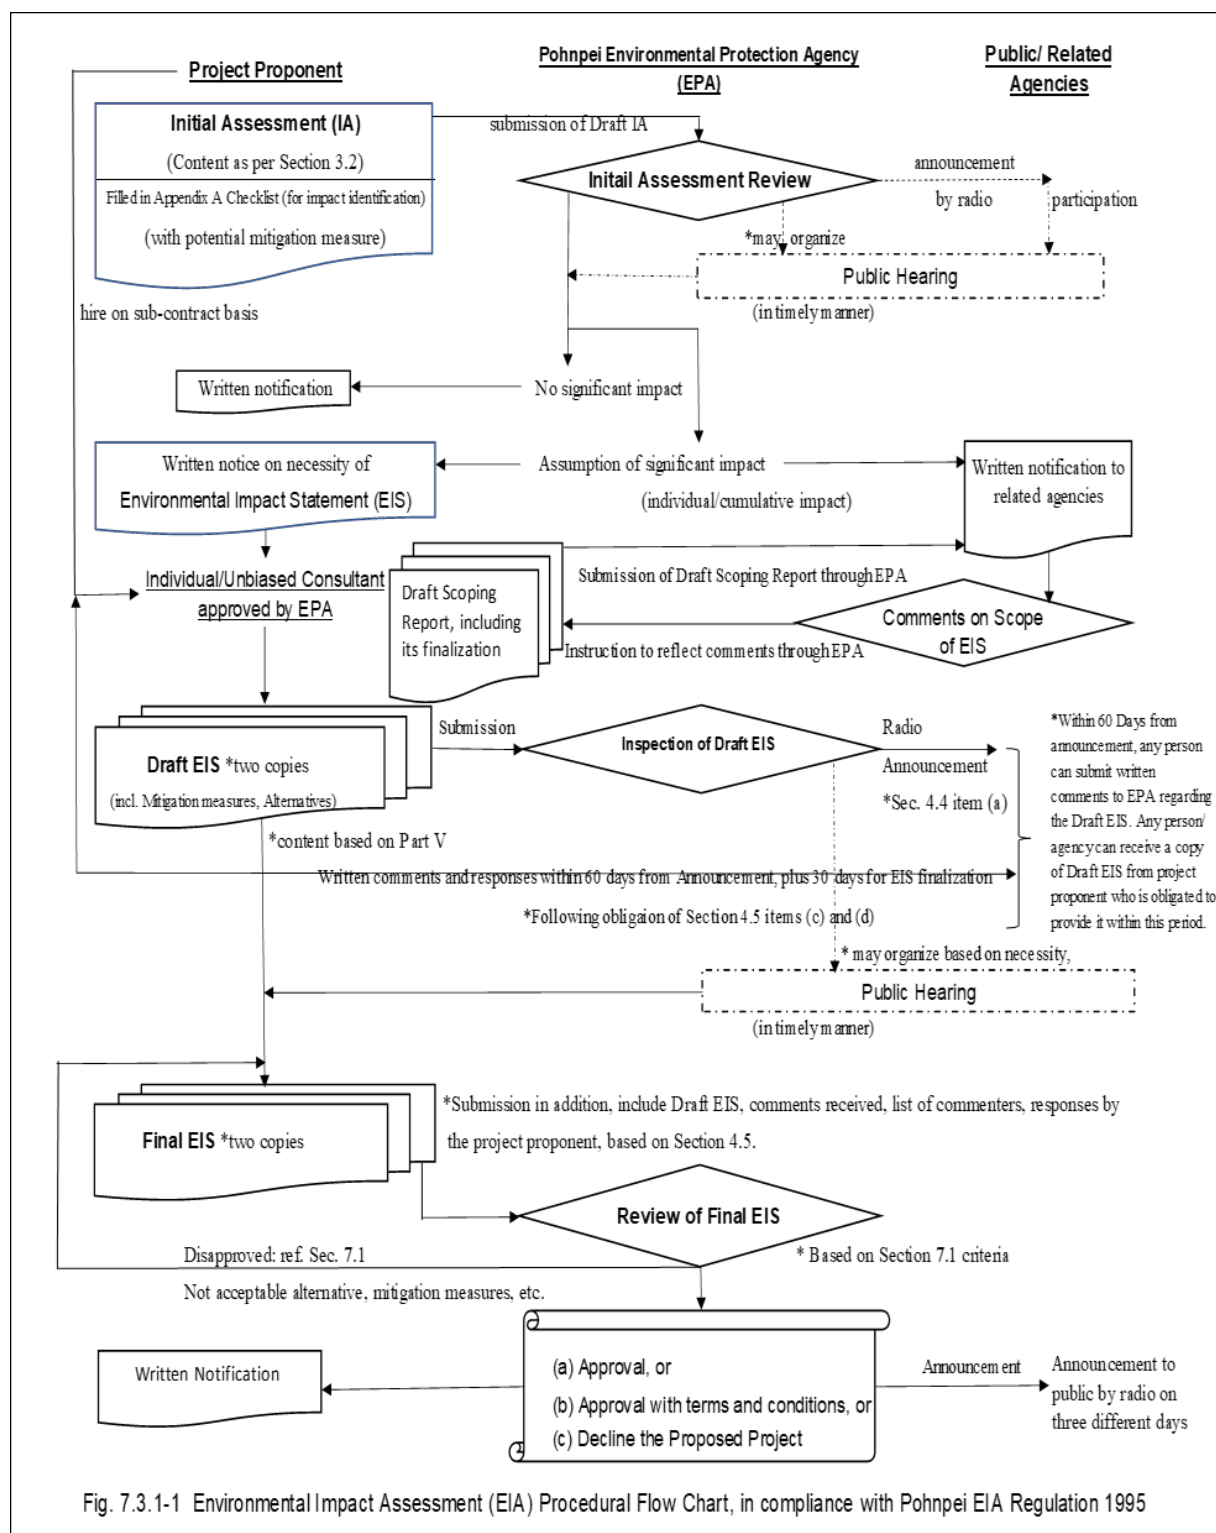 Project Proponent
Pohnpei Environmental Protection Agency
(EPA)
Public/ Related
Agencies
Initial Assessment (IA)
(Content as per Section 3.2)
Filled in Appendix A Checklist (for impact identification)
(with potential mitigation measure)
submission of Draft IA
Initail Assessment Review
announcement
by radio
participation
*may organize
Public Hearing
(in timely manner)
hire on sub-contract basis
Written notification
No significant impact
Written notice on necessity of
Environmental Impact Statement (EIS)
Assumption of significant impact
(individual/cumulative impact)
Written notification to
related agencies
Individual/Unbiased Consultant
approved by EPA
Draft Scoping
Report, including
its finalization
Submission of Draft Scoping Report through EPA
Comments on Scope
of EIS
Instruction to reflect comments through EPA
Draft EIS *two copies
(incl. Mitigation measures, Alternatives)
Submission
Inspection of Draft EIS
Radio
Announcement
*Sec. 4.4 item (a)
*Within 60 Days from
announcement, any person
can submit written
comments to EPA regarding
the Draft EIS. Any person/
agency can receive a copy
of Draft EIS from project
proponent who is obligated to
provide it within this period.
*content based on Part V
Written comments and responses within 60 days from Announcement, plus 30 days for EIS finalization
*Following obligaion of Section 4.5 items (c) and (d)
* may organize based on necessity,
Public Hearing
(in timely manner)
Final EIS *two copies
*Submission in addition, include Draft EIS, comments received, list of commenters, responses by
the project proponent, based on Section 4.5.
Review of Final EIS
* Based on Section 7.1 criteria
Disapproved: ref. Sec. 7.1
Not acceptable alternative, mitigation measures, etc.
Written Notification
(a) Approval, or
(b) Approval with terms and conditions, or
(c) Decline the Proposed Project
Announcement
Announcement to
public by radio on
three different days
Fig. 7.3.1-1 Environmental Impact Assessment (EIA) Procedural Flow Chart, in compliance with Pohnpei EIA Regulation 1995